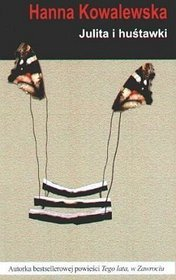 Hanna Kowalewska
Julita i huśtawki
Autorka bestsellerowej powieści Tego lata, w Zawrociu